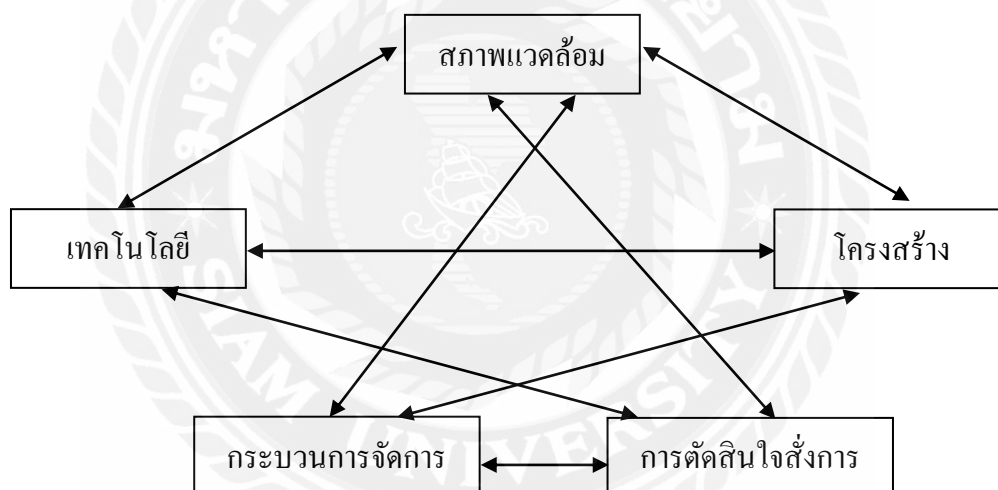 สภาพแวดล้อม
เทคโนโลยี
โครงสร้าง
กระบวนการจัดการ
การตัดสินใจสั่งการ
SIAM UNIVERSITY